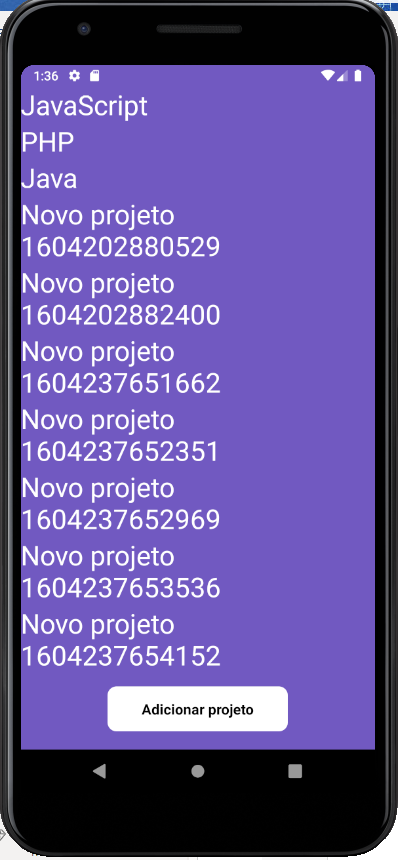 1:36
JavaScript
PHP
Java
Novo projeto
1604202880529
Novo projeto
1604202882400
Novo projeto
1604237651662
Novo projeto
1604237652351
Novo projeto
1604237652969
Novo projeto
1604237653536
Novo projeto
1604237654152
Adicionar projeto